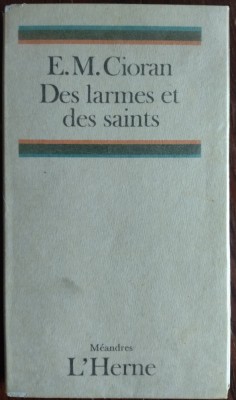 E. M. Cioran
Des larmes et
des saints
Méandres
L'Herne